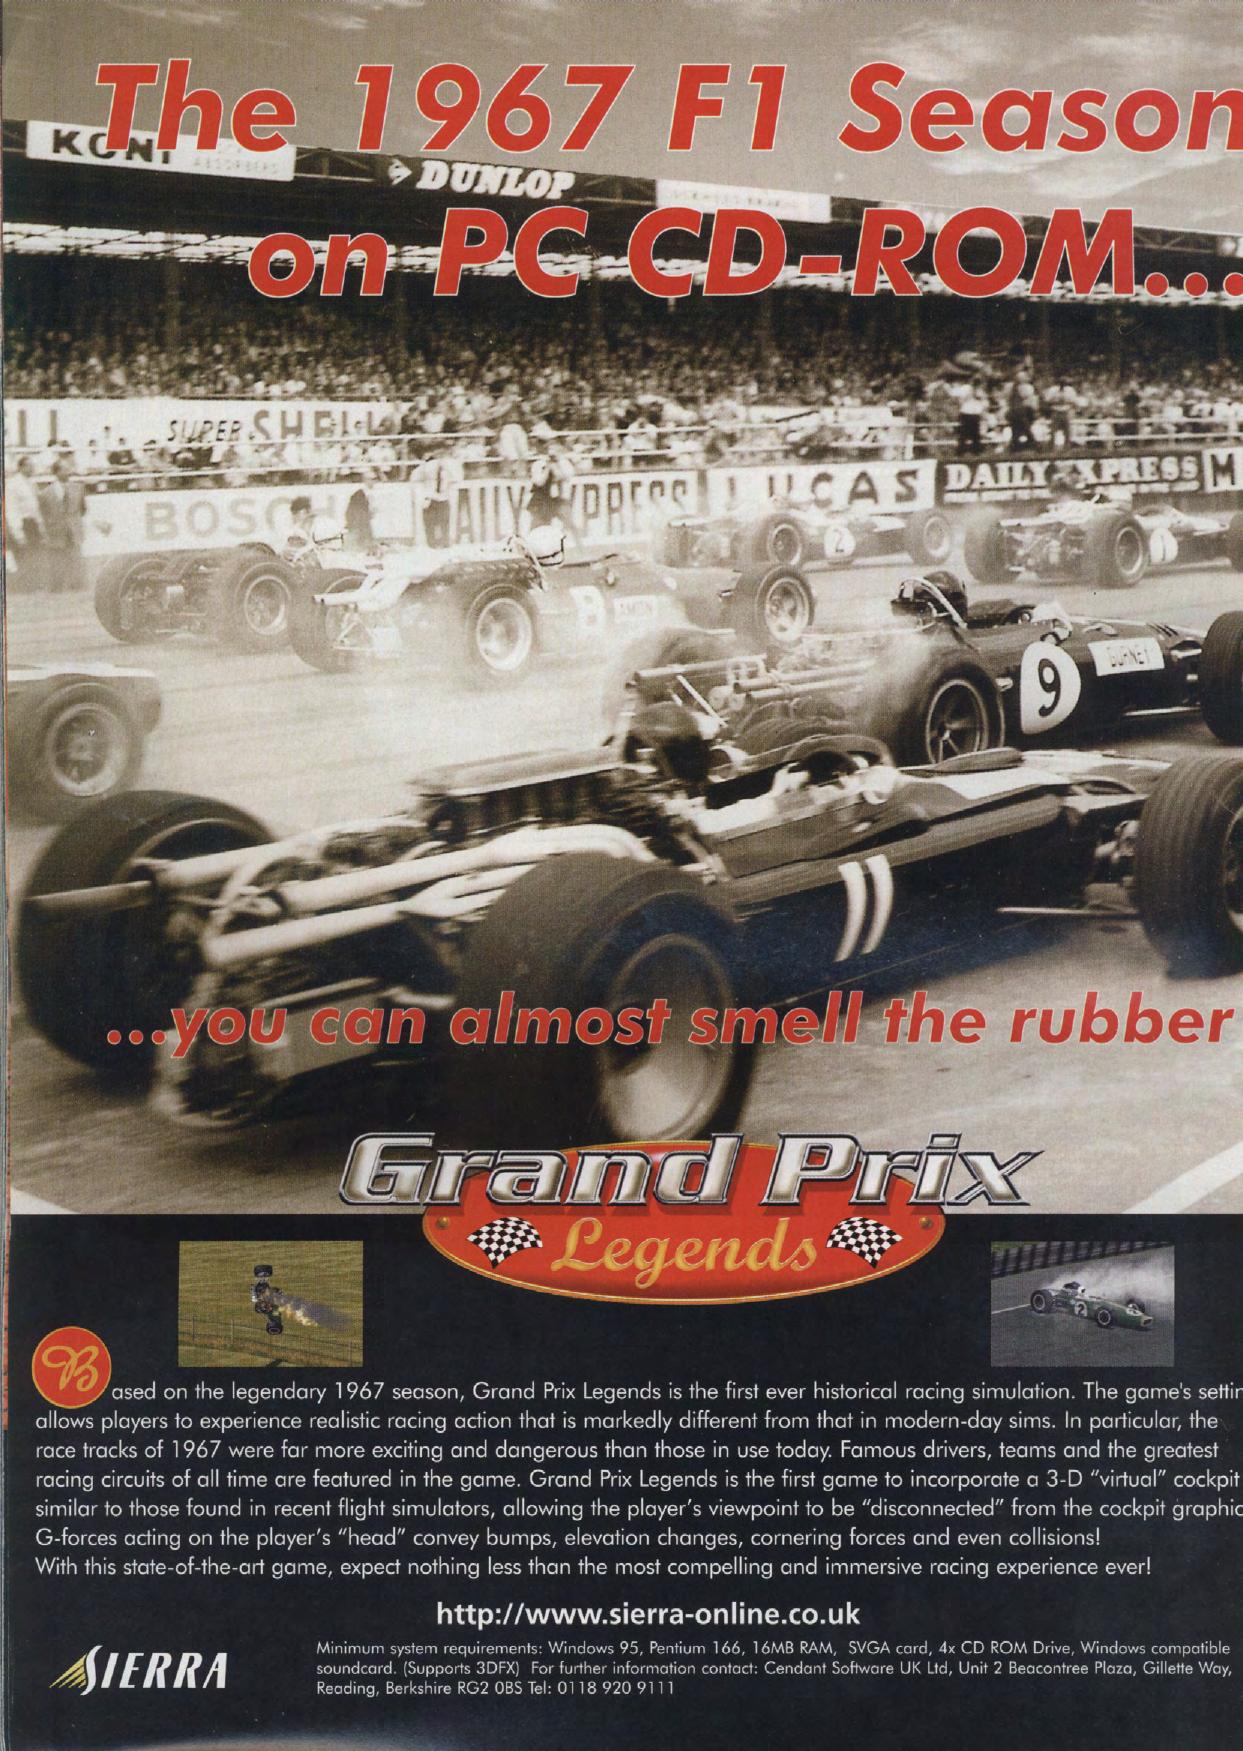 The 1967 F1 Season
on PC CD-ROM...
KONI
ABSORBERS
DUNLOP
SUPER SHELL
BOSCH
DAILY EXPRESS
LUCAS
DAILY EXPRESS
2
1
8
AMON
9
GURNEY
11
...you can almost smell the rubber
Grand Prix
Legends
2
Based on the legendary 1967 season, Grand Prix Legends is the first ever historical racing simulation. The game's settin
allows players to experience realistic racing action that is markedly different from that in modern-day sims. In particular, the
race tracks of 1967 were far more exciting and dangerous than those in use today. Famous drivers, teams and the greatest
racing circuits of all time are featured in the game. Grand Prix Legends is the first game to incorporate a 3-D “virtual” cockpit
similar to those found in recent flight simulators, allowing the player's viewpoint to be “disconnected” from the cockpit graphic
G-forces acting on the player's “head” convey bumps, elevation changes, cornering forces and even collisions!
With this state-of-the-art game, expect nothing less than the most compelling and immersive racing experience ever!
http://www.sierra-online.co.uk
SIERRA
Minimum system requirements: Windows 95, Pentium 166, 16MB RAM, SVGA card, 4x CD ROM Drive, Windows compatible
soundcard. (Supports 3DFX) For further information contact: Cendant Software UK Ltd, Unit 2 Beacontree Plaza, Gillette Way,
Reading, Berkshire RG2 0BS Tel: 0118 920 9111